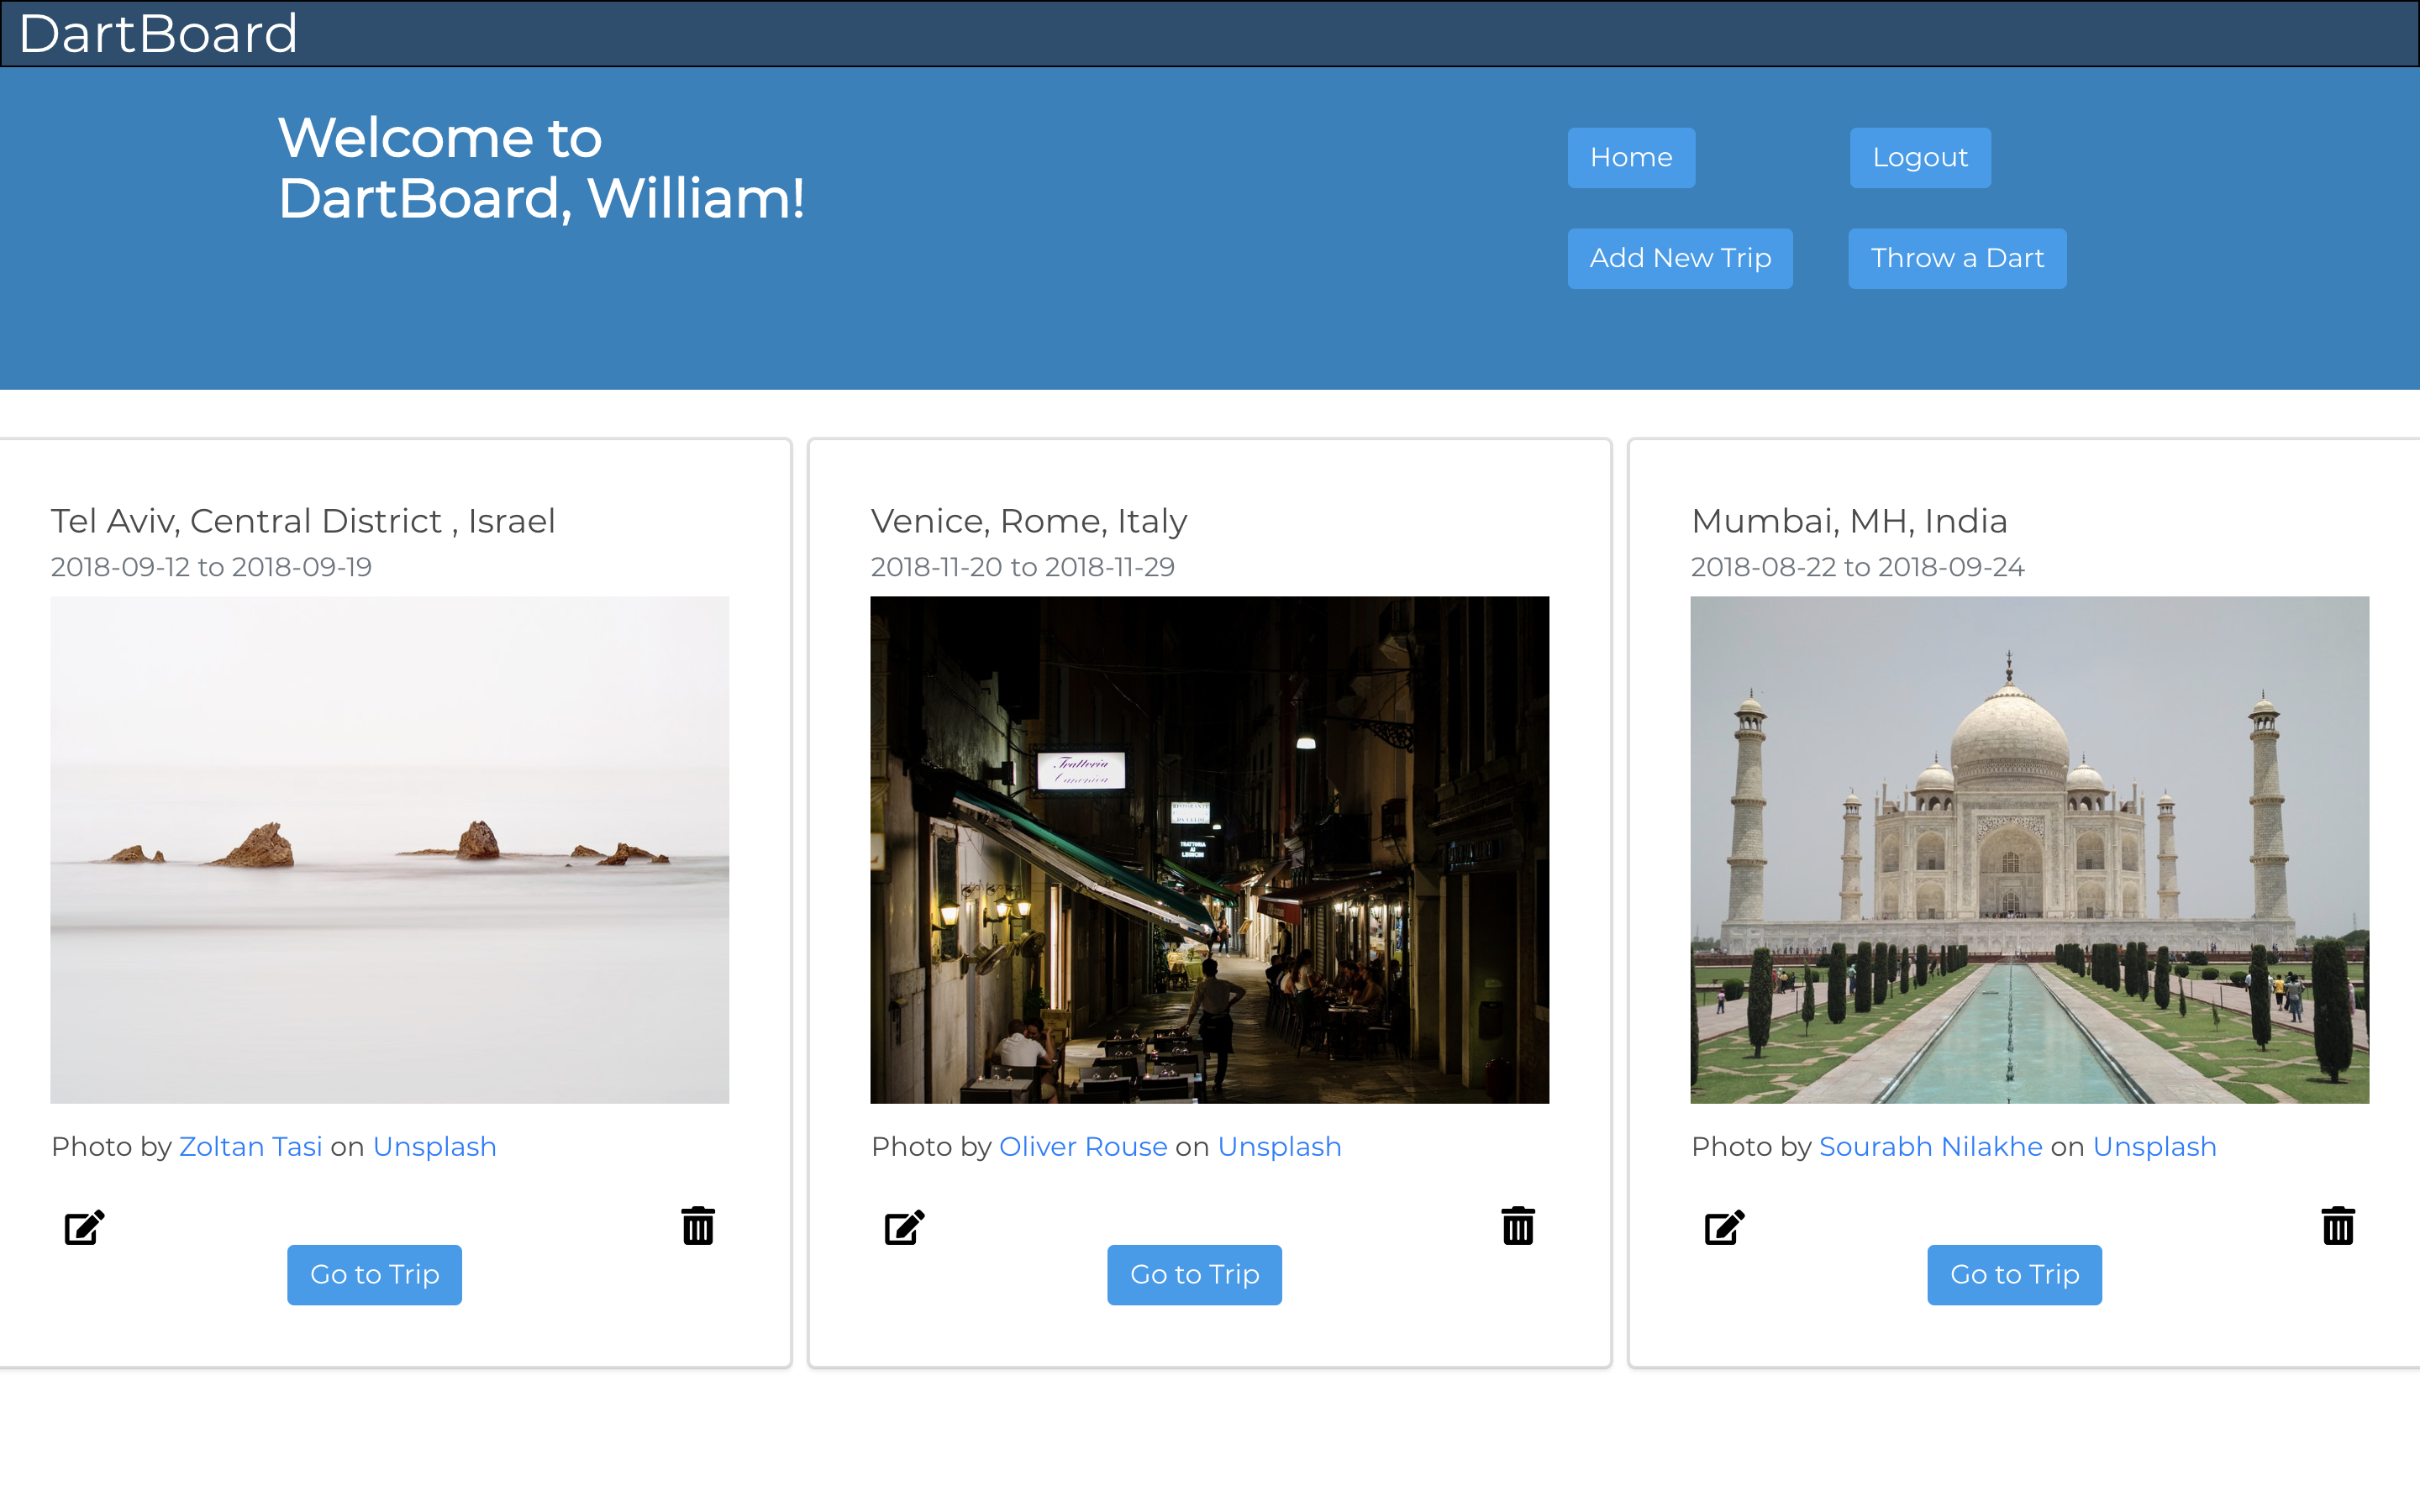 DartBoard
Welcome to
DartBoard, William!
Home
Logout
Add New Trip
Throw a Dart
Tel Aviv, Central District , Israel
2018-09-12 to 2018-09-19
Photo by Zoltan Tasi on Unsplash
Go to Trip
Venice, Rome, Italy
2018-11-20 to 2018-11-29
Trattoria
Canonica
Photo by Oliver Rouse on Unsplash
Go to Trip
Mumbai, MH, India
2018-08-22 to 2018-09-24
Photo by Sourabh Nilakhe on Unsplash
Go to Trip